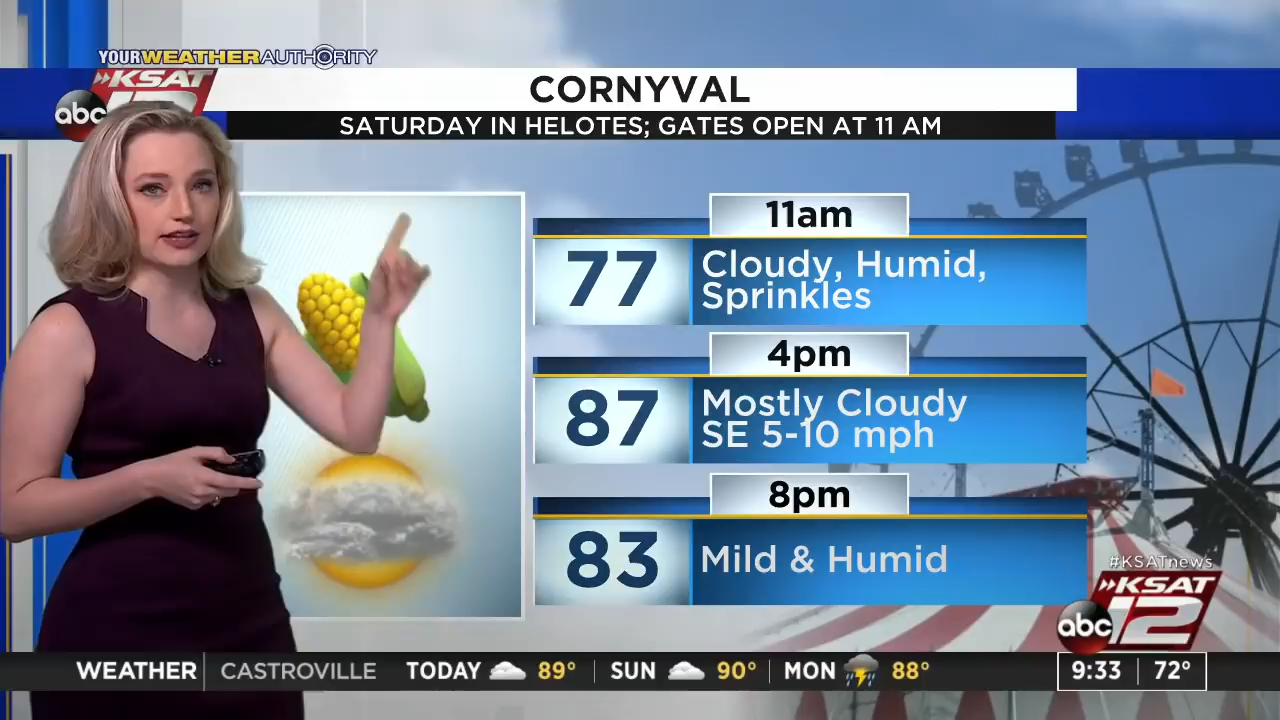 YOURWEATHERAUTHORITY
KSAT
12
abc
CORNYVAL
SATURDAY IN HELOTES; GATES OPEN AT 11 AM
11am
77
Cloudy, Humid,
Sprinkles
4pm
87
Mostly Cloudy
SE 5-10 mph
8pm
83
Mild & Humid
#KSATnews
KSAT
abc 12
WEATHER CASTROVILLE TODAY 89° SUN 90° MON 88° 9:33 72°